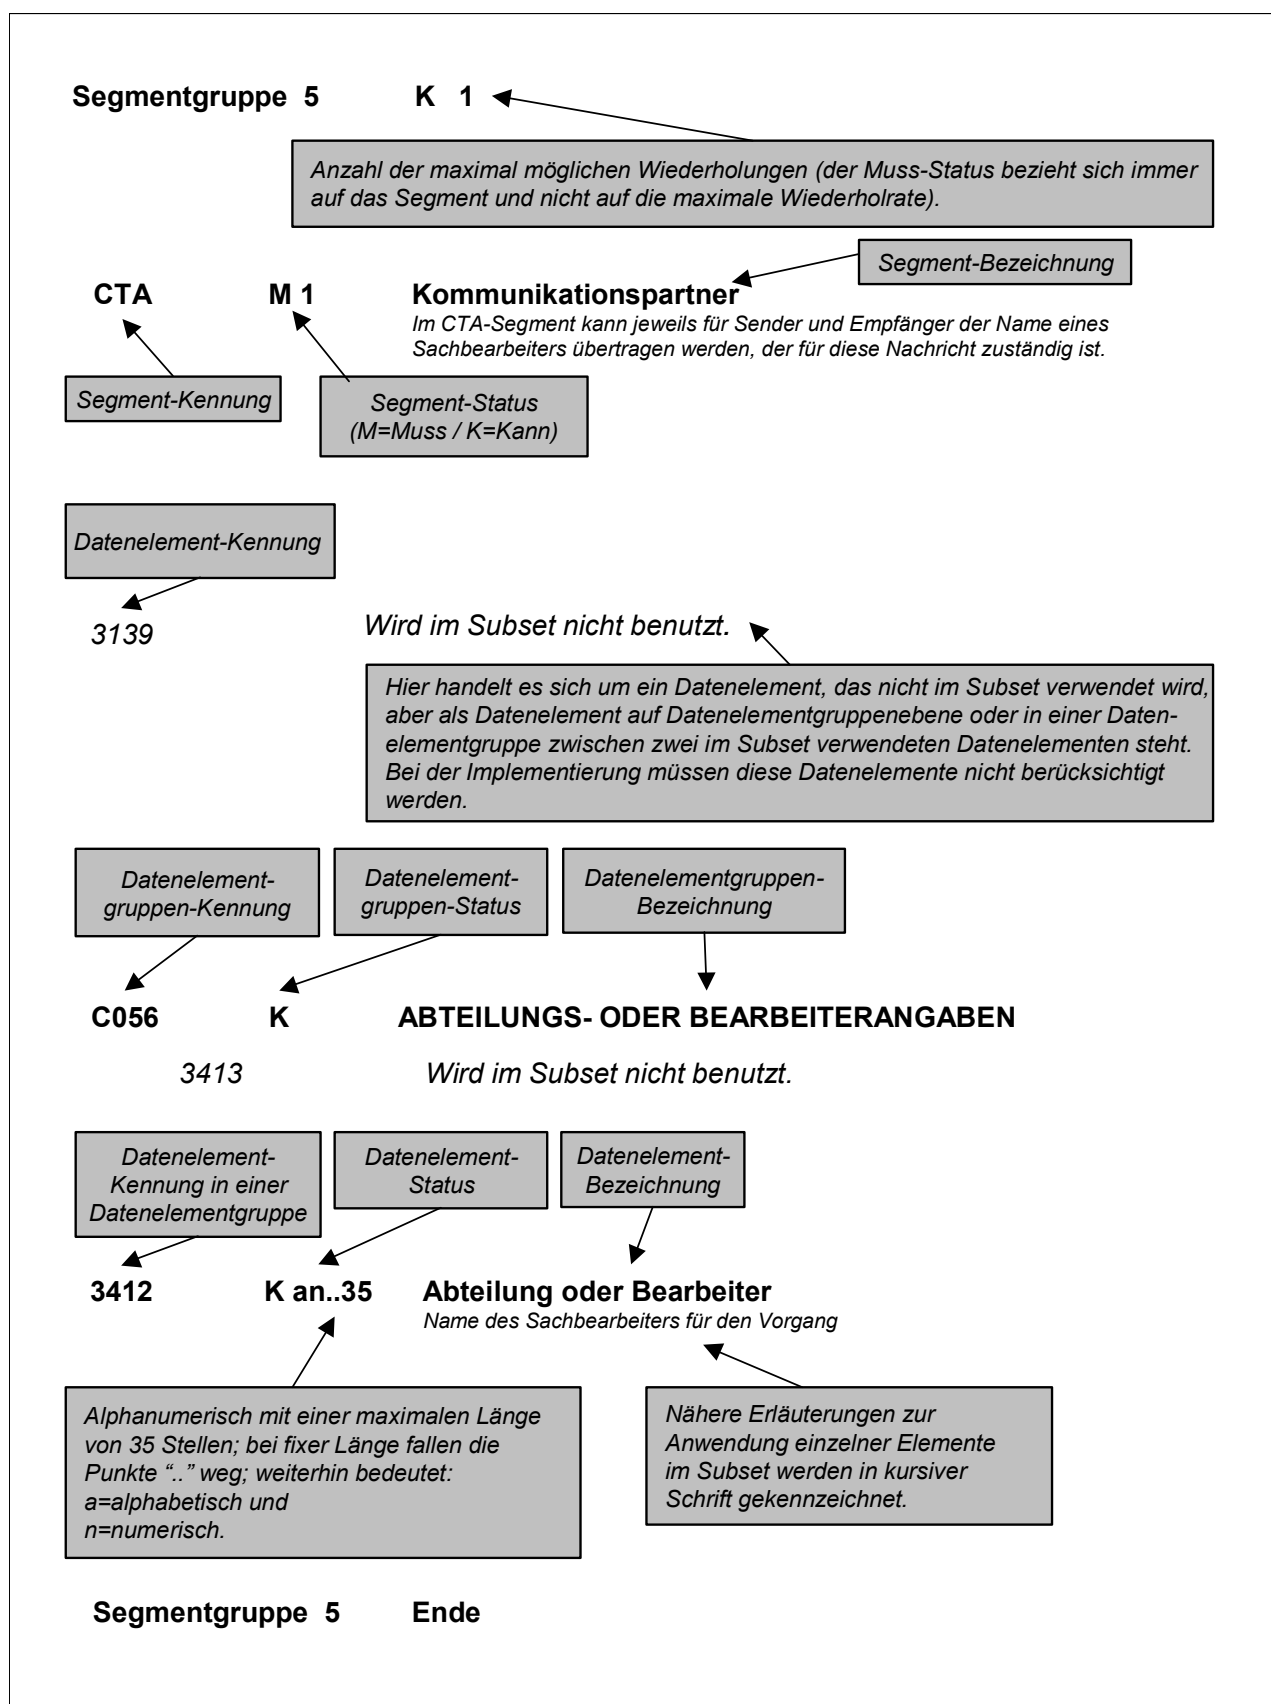 Segmentgruppe 5 K 1
Anzahl der maximal möglichen Wiederholungen (der Muss-Status bezieht sich immer
auf das Segment und nicht auf die maximale Wiederholrate).
Segment-Bezeichnung
CTA M 1 Kommunikationspartner
Im CTA-Segment kann jeweils für Sender und Empfänger der Name eines
Sachbearbeiters übertragen werden, der für diese Nachricht zuständig ist.
Segment-Kennung
Segment-Status
(M=Muss / K=Kann)
Datenelement-Kennung
3139 Wird im Subset nicht benutzt.
Hier handelt es sich um ein Datenelement, das nicht im Subset verwendet wird,
aber als Datenelement auf Datenelementgruppenebene oder in einer Daten-
elementgruppe zwischen zwei im Subset verwendeten Datenelementen steht.
Bei der Implementierung müssen diese Datenelemente nicht berücksichtigt
werden.
Datenelement-
gruppen-Kennung
Datenelement-
gruppen-Status
Datenelementgruppen-
Bezeichnung
C056 K ABTEILUNGS- ODER BEARBEITERANGABEN
3413 Wird im Subset nicht benutzt.
Datenelement-
Kennung in einer
Datenelementgruppe
Datenelement-
Status
Datenelement-
Bezeichnung
3412 K an..35 Abteilung oder Bearbeiter
Name des Sachbearbeiters für den Vorgang
Alphanumerisch mit einer maximalen Länge
von 35 Stellen; bei fixer Länge fallen die
Punkte “..” weg; weiterhin bedeutet:
a=alphabetisch und
n=numerisch.
Nähere Erläuterungen zur
Anwendung einzelner Elemente
im Subset werden in kursiver
Schrift gekennzeichnet.
Segmentgruppe 5 Ende